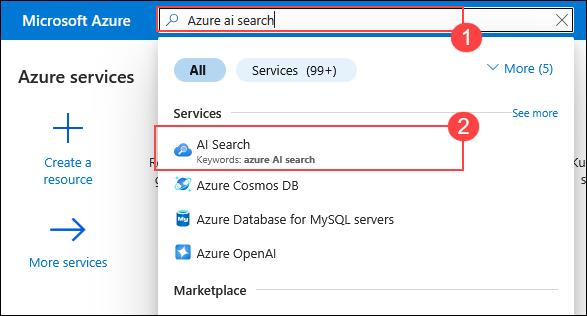 Microsoft Azure
Azure ai search
1
All
Services (99+)
More (5)
Azure services
Services
See more
2
AI Search
Keywords: azure AI search
Create a
resource
Azure Cosmos DB
Azure Database for MySQL servers
More services
Azure OpenAI
Marketplace